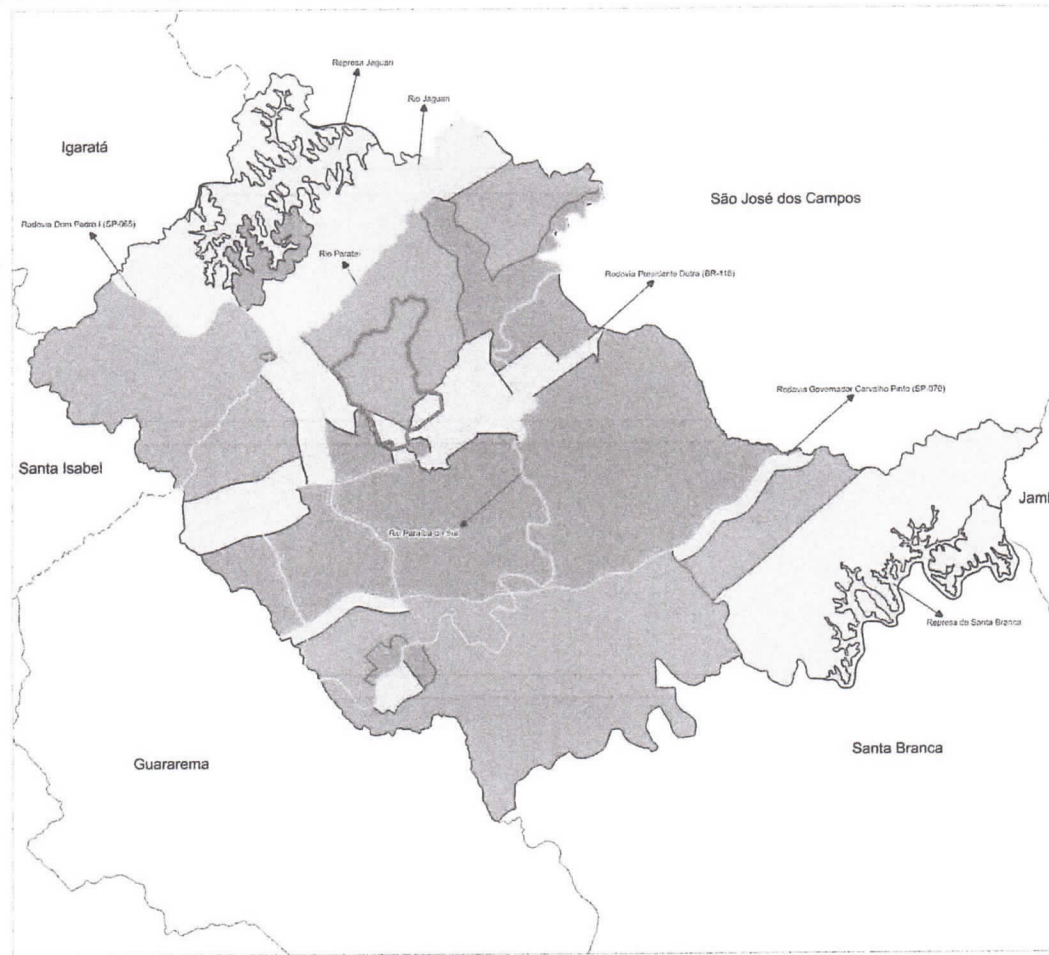 Represa Jaguari
Rio Jaguari
Igaratá
São José dos Campos
Rodovia Dom Pedro I (SP-065)
Rio Parateí
Rodovia Presidente Dutra (BR-116)
Rodovia Governador Carvalho Pinto (SP-070)
Santa Isabel
Jamb
Rio Paraíba do Sul
Represa de Santa Branca
Santa Branca
Guararema